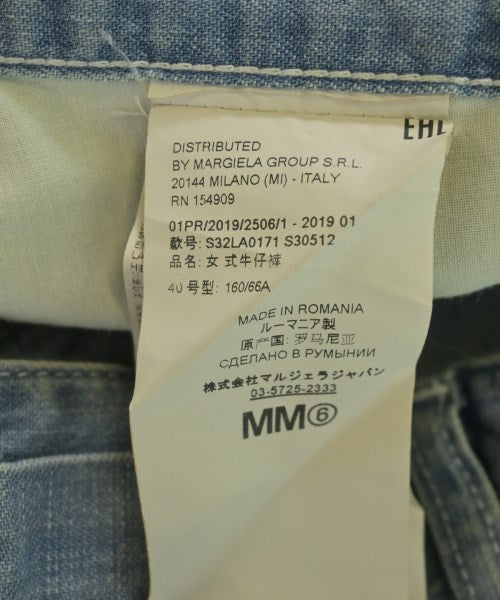 EAC
DISTRIBUTED
BY MARGIELA GROUP S.R.L.
20144 MILANO (MI) - ITALY
RN 154909
01PR/2019/2506/1 - 2019 01
款号: S32LA0171 S30512
品名: 女 式牛仔裤
40 号型: 160/66A
MADE IN ROMANIA
ルーマニア製
原产国: 罗马尼亚
СДЕЛАНО В РУМЫНИИ
株式会社マルジェラジャパン
03-5725-2333
MM⑥